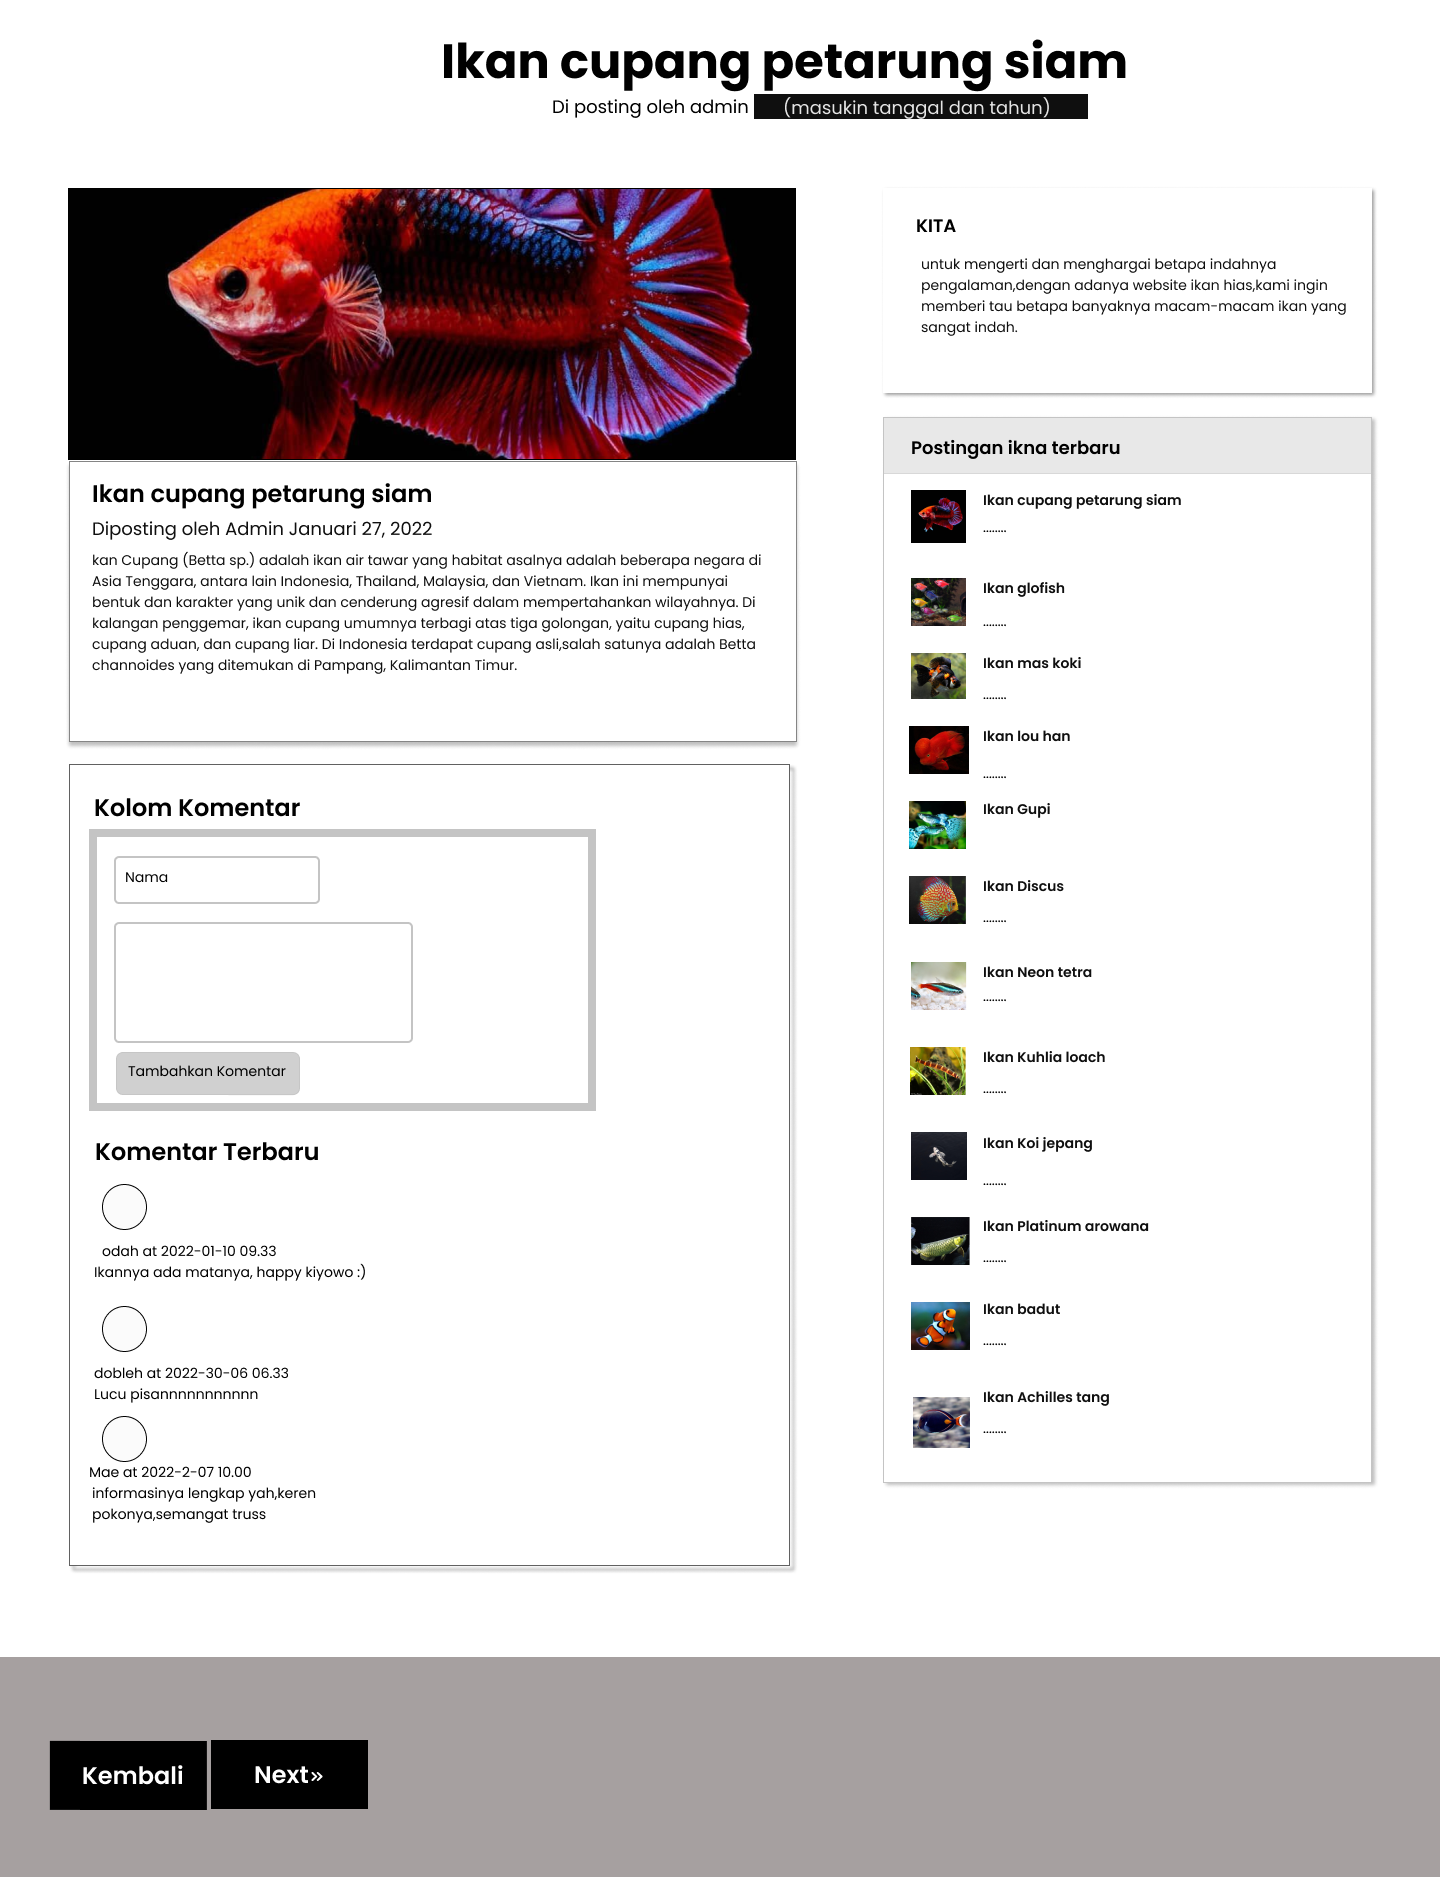 Ikan cupang petarung siam
Di posting oleh admin (masukin tanggal dan tahun)
Ikan cupang petarung siam
Diposting oleh Admin Januari 27, 2022
kan Cupang (Betta sp.) adalah ikan air tawar yang habitat asalnya adalah beberapa negara di
Asia Tenggara, antara lain Indonesia, Thailand, Malaysia, dan Vietnam. Ikan ini mempunyai
bentuk dan karakter yang unik dan cenderung agresif dalam mempertahankan wilayahnya. Di
kalangan penggemar, ikan cupang umumnya terbagi atas tiga golongan, yaitu cupang hias,
cupang aduan, dan cupang liar. Di Indonesia terdapat cupang asli,salah satunya adalah Betta
channoides yang ditemukan di Pampang, Kalimantan Timur.
Kolom Komentar
Nama
Tambahkan Komentar
Komentar Terbaru
odah at 2022-01-10 09.33
Ikannya ada matanya, happy kiyowo :)
dobleh at 2022-30-06 06.33
Lucu pisannnnnnnnnnn
Mae at 2022-2-07 10.00
informasinya lengkap yah,keren
pokonya,semangat truss
KITA
untuk mengerti dan menghargai betapa indahnya
pengalaman,dengan adanya website ikan hias,kami ingin
memberi tau betapa banyaknya macam-macam ikan yang
sangat indah.
Postingan ikna terbaru
Ikan cupang petarung siam
........
Ikan glofish
........
Ikan mas koki
........
Ikan lou han
........
Ikan Gupi
Ikan Discus
........
Ikan Neon tetra
........
Ikan Kuhlia loach
........
Ikan Koi jepang
........
Ikan Platinum arowana
........
Ikan badut
........
Ikan Achilles tang
........
Kembali
Next»